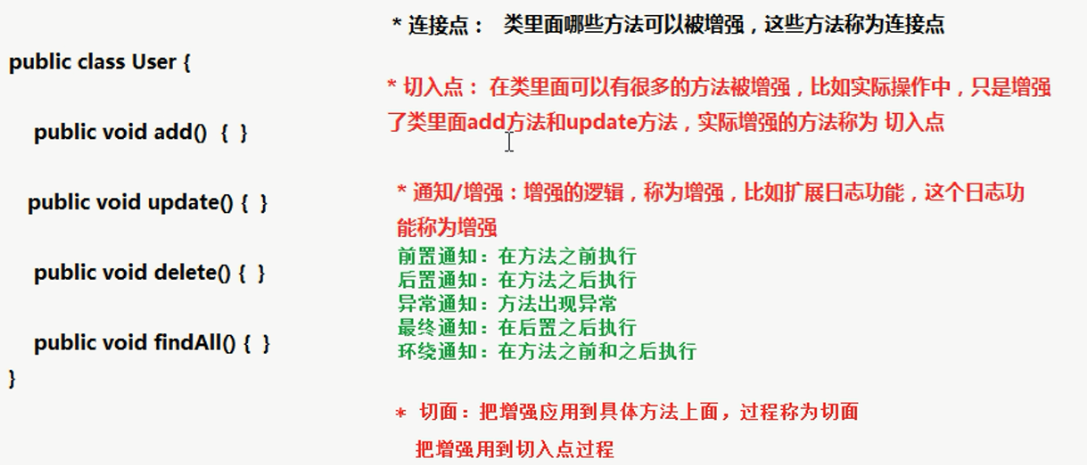 public class User {
public void add() { }
public void update() { }
public void delete() { }
public void findAll() { }
}
* 连接点： 类里面哪些方法可以被增强，这些方法称为连接点
* 切入点： 在类里面可以有很多的方法被增强，比如实际操作中，只是增强
了类里面add方法和update方法，实际增强的方法称为 切入点
* 通知/增强：增强的逻辑，称为增强，比如扩展日志功能，这个日志功
能称为增强
前置通知：在方法之前执行
后置通知：在方法之后执行
异常通知：方法出现异常
最终通知：在后置之后执行
环绕通知：在方法之前和之后执行
* 切面：把增强应用到具体方法上面，过程称为切面
把增强用到切入点过程